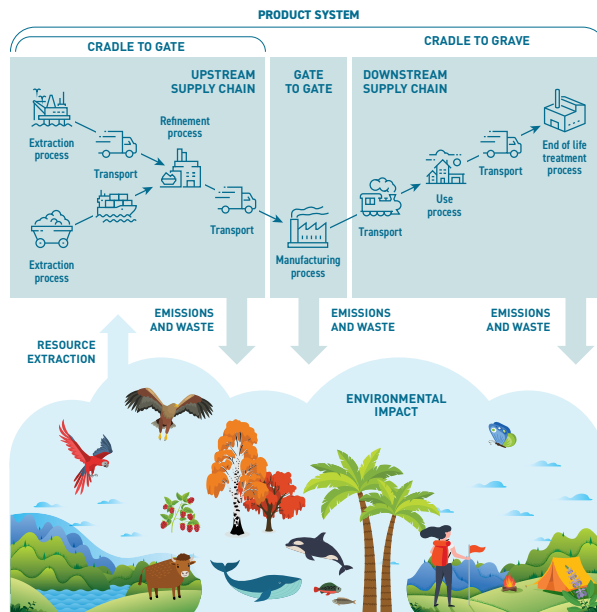 PRODUCT SYSTEM
CRADLE TO GATE
CRADLE TO GRAVE
UPSTREAM
SUPPLY CHAIN
GATE
TO GATE
DOWNSTREAM
SUPPLY CHAIN
Extraction
process
Transport
Refinement
process
Extraction
process
Transport
Manufacturing
process
Transport
Use
process
Transport
End of life
treatment
process
EMISSIONS
AND WASTE
EMISSIONS
AND WASTE
EMISSIONS
AND WASTE
RESOURCE
EXTRACTION
ENVIRONMENTAL
IMPACT